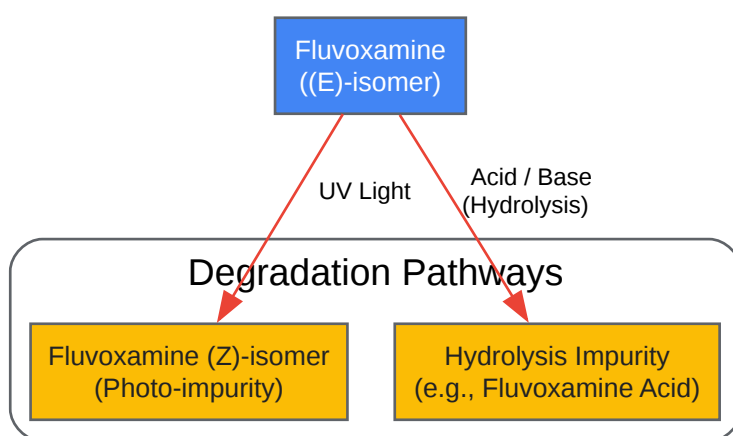 Fluvoxamine
((E)-isomer)
UV Light
Acid / Base
(Hydrolysis)
Degradation Pathways
Fluvoxamine (Z)-isomer
(Photo-impurity)
Hydrolysis Impurity
(e.g., Fluvoxamine Acid)